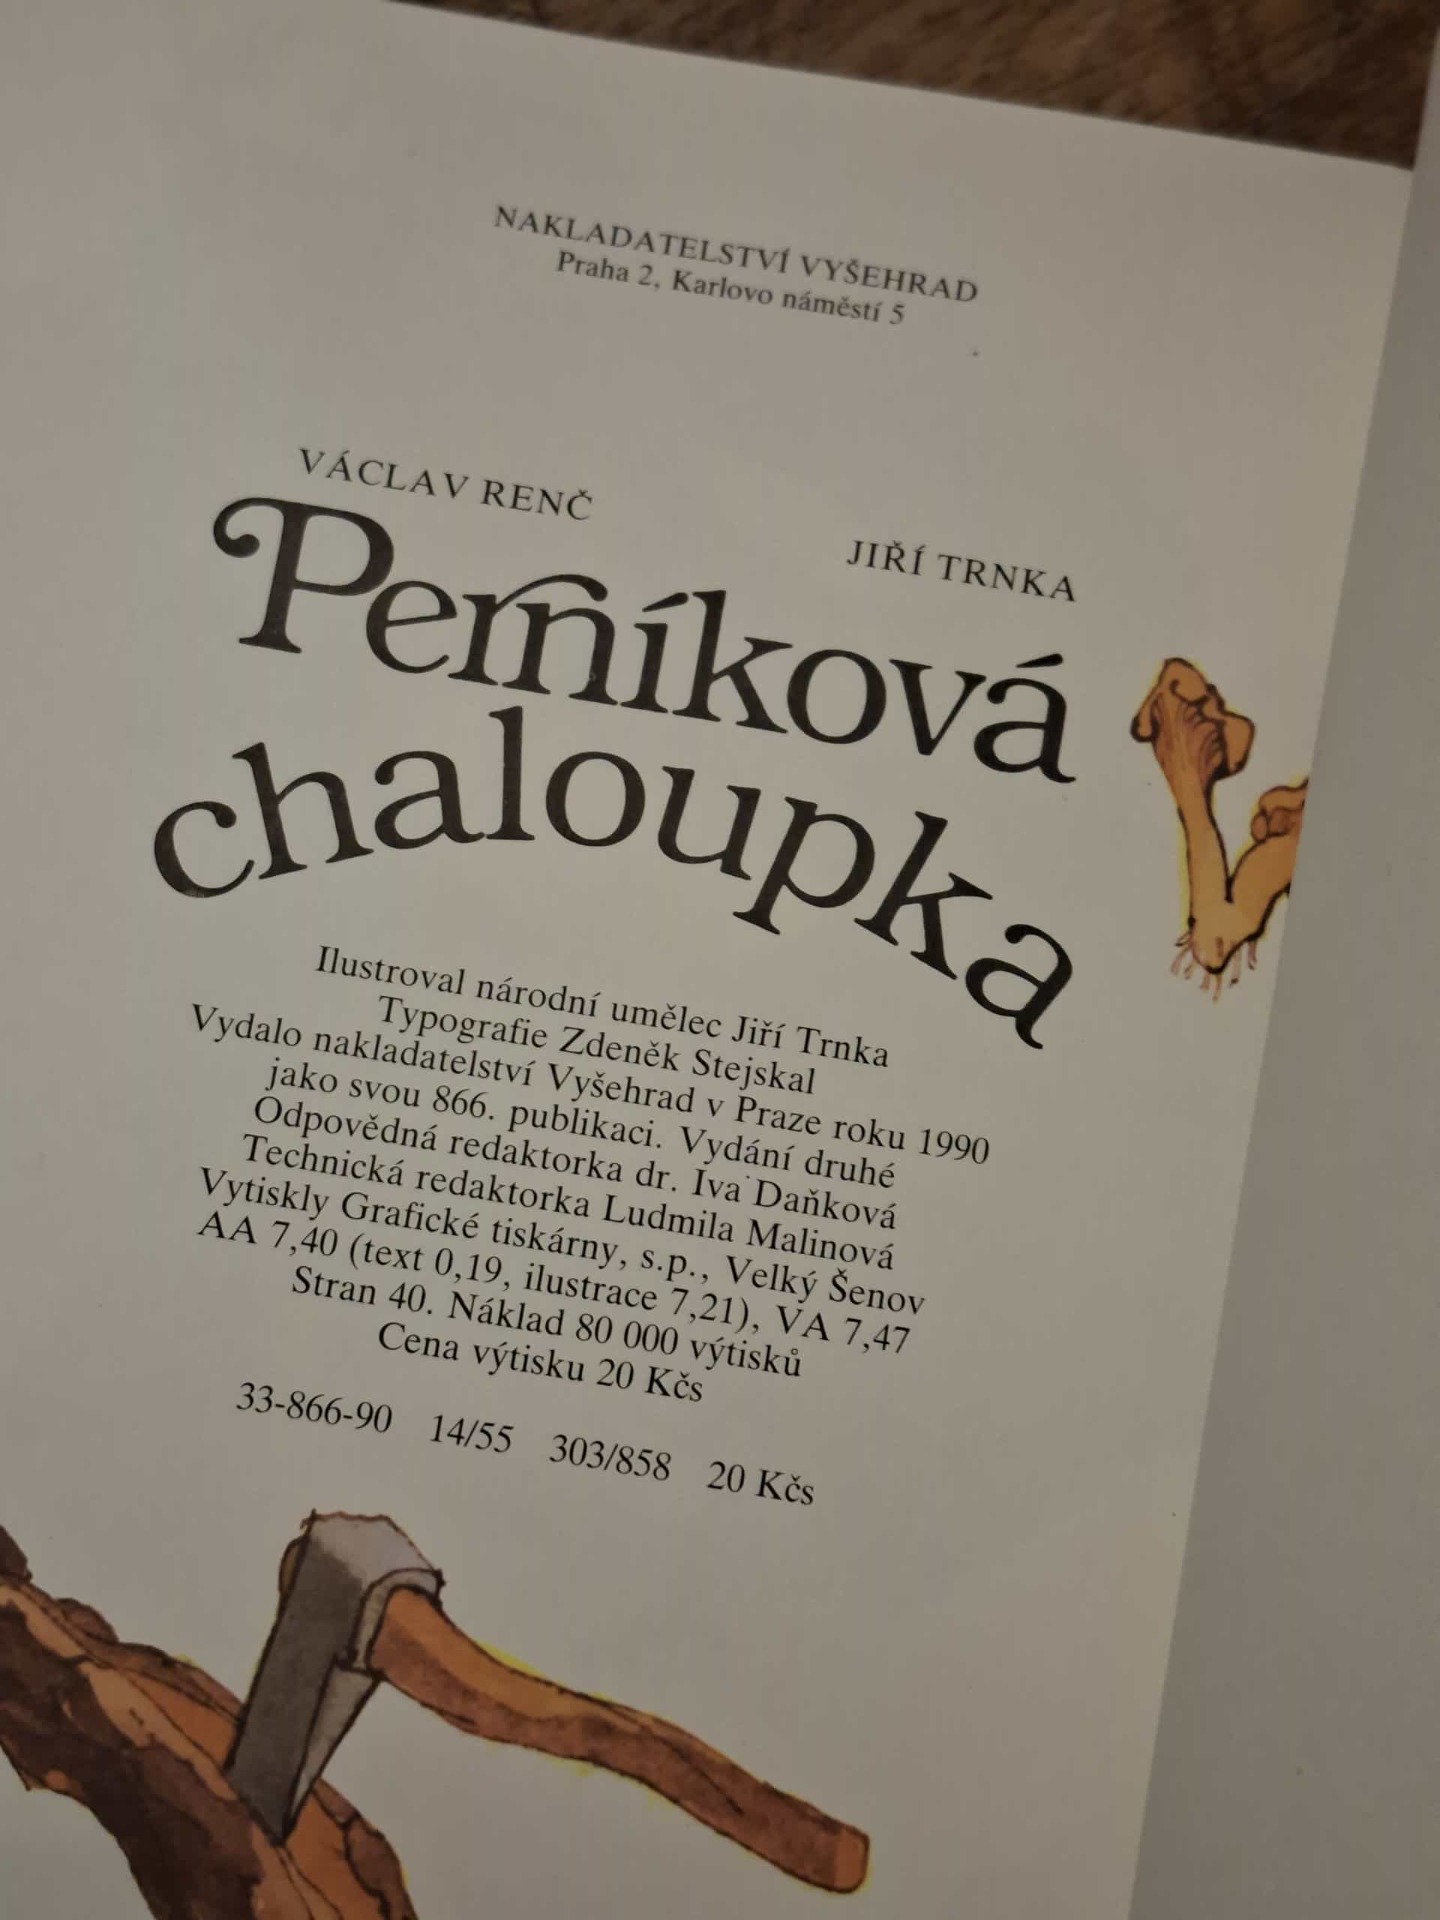 NAKLADATELSTVÍ VYŠEHRAD
Praha 2, Karlovo náměstí 5
VÁCLAV RENČ
JIŘÍ TRNKA
Perníková
chaloupka
Ilustroval národní umělec Jiří Trnka
Typografie Zdeněk Stejskal
Vydalo nakladatelství Vyšehrad v Praze roku 1990
jako svou 866. publikaci. Vydání druhé
Odpovědná redaktorka dr. Iva Daňková
Technická redaktorka Ludmila Malinová
Vytiskly Grafické tiskárny, s.p., Velký Šenov
AA 7,40 (text 0,19, ilustrace 7,21), VA 7,47
Stran 40. Náklad 80 000 výtisků
Cena výtisku 20 Kčs
33-866-90 14/55 303/858 20 Kčs